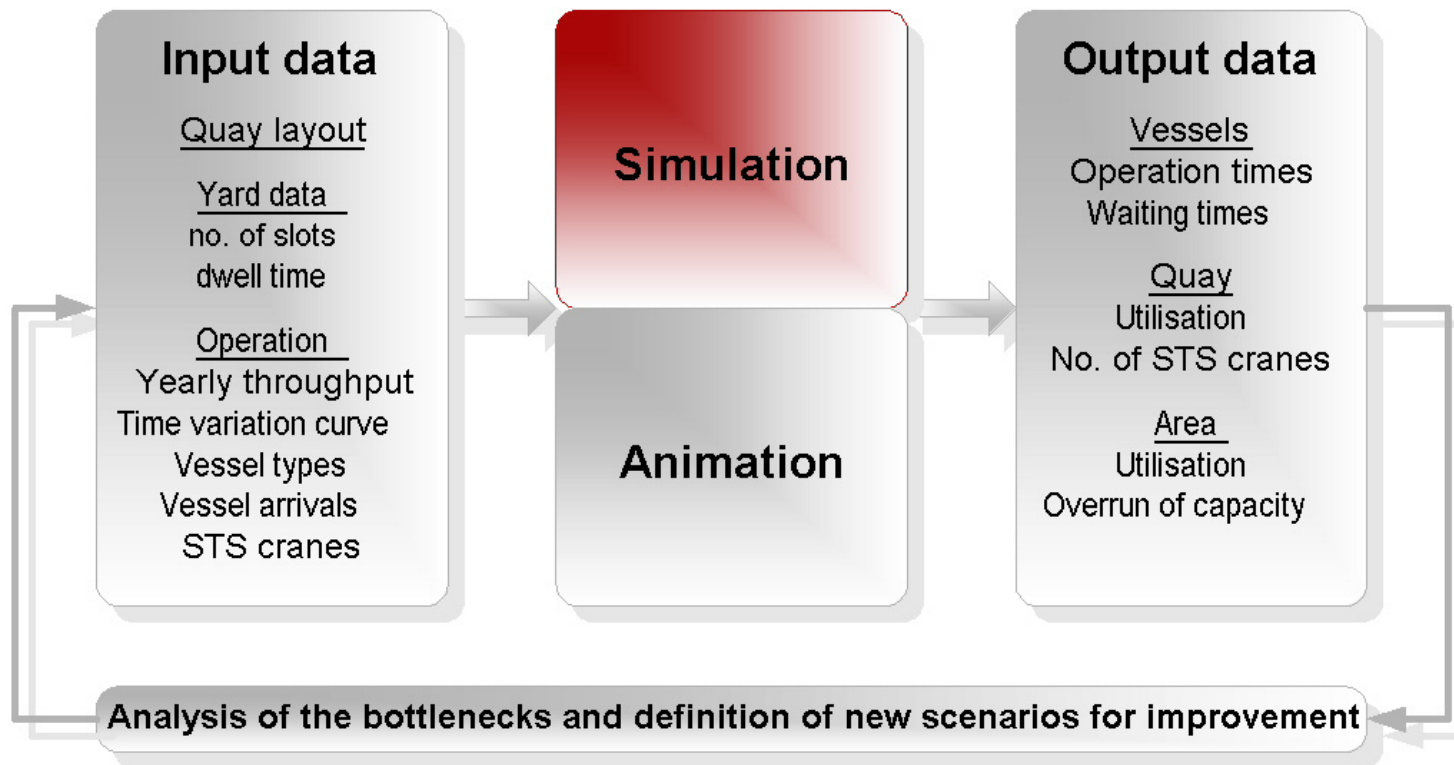 Input data
Quay layout
Yard data
no. of slots
dwell time
Operation
Yearly throughput
Time variation curve
Vessel types
Vessel arrivals
STS cranes
Simulation
Animation
Output data
Vessels
Operation times
Waiting times
Quay
Utilisation
No. of STS cranes
Area
Utilisation
Overrun of capacity
Analysis of the bottlenecks and definition of new scenarios for improvement